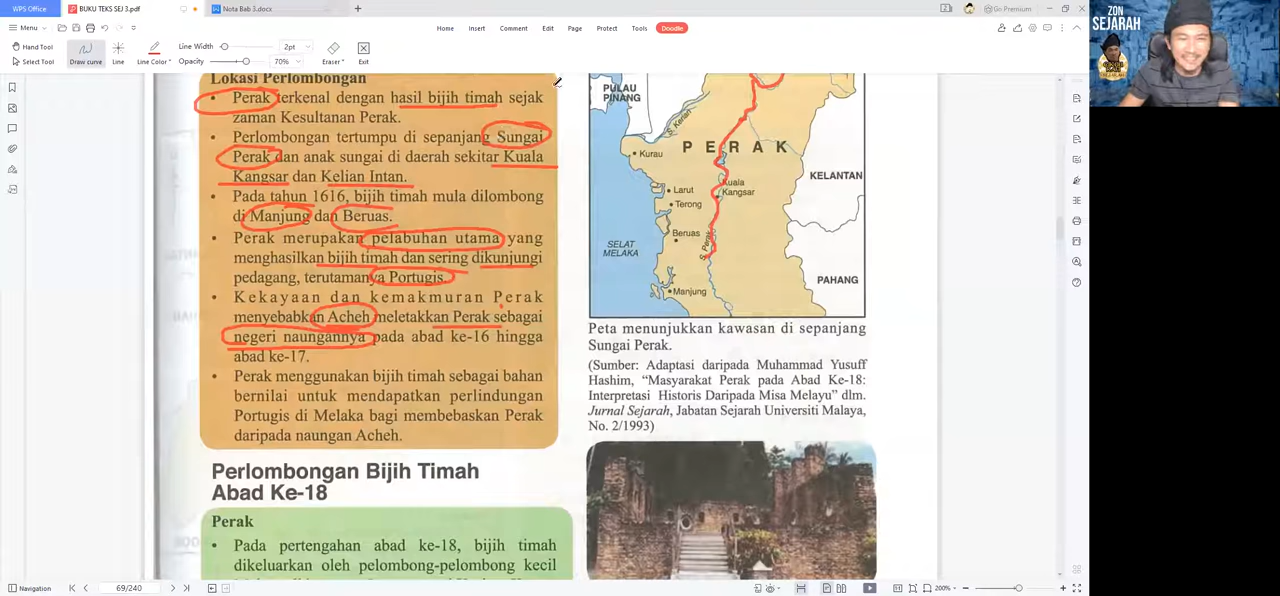 WPS Office
BUKU TEKS SEJ 3.pdf
Nota Bab 3.docx
Gn Premium
Menu
Home
Insert
Comment
Edit
Page
Protect
Tools
Doodle
Hand Tool
Select Tool
Draw curve
Line
Line Color
Line Width
2pt
Opacity
70%
Eraser
Exit
ZON
SEJARAH
Lokasi Perlombongan
• Perak terkenal dengan hasil bijih timah sejak
zaman Kesultanan Perak.
• Perlombongan tertumpu di sepanjang Sungai
Perak dan anak sungai di daerah sekitar Kuala
Kangsar dan Kelian Intan.
• Pada tahun 1616, bijih timah mula dilombong
di Manjung dan Beruas.
• Perak merupakan pelabuhan utama yang
menghasilkan bijih timah dan sering dikunjungi
pedagang, terutamanya Portugis.
• Kekayaan dan kemakmuran Perak
menyebabkan Acheh meletakkan Perak sebagai
negeri naungannya pada abad ke-16 hingga
abad ke-17.
• Perak menggunakan bijih timah sebagai bahan
bernilai untuk mendapatkan perlindungan
Portugis di Melaka bagi membebaskan Perak
daripada naungan Acheh.
Perlombongan Bijih Timah
Abad Ke-18
Perak
• Pada pertengahan abad ke-18, bijih timah
dikeluarkan oleh pelombong-pelombong kecil
PULAU
PINANG
S. Kerian
PERAK
Kurau
Larut
Terong
Kuala
Kangsar
KELANTAN
Beruas
S. Perak
SELAT
MELAKA
PAHANG
Manjung
Peta menunjukkan kawasan di sepanjang
Sungai Perak.
(Sumber: Adaptasi daripada Muhammad Yusuff
Hashim, “Masyarakat Perak pada Abad Ke-18:
Interpretasi Historis Daripada Misa Melayu” dlm.
Jurnal Sejarah, Jabatan Sejarah Universiti Malaya,
No. 2/1993)
Navigation
69/240
200%